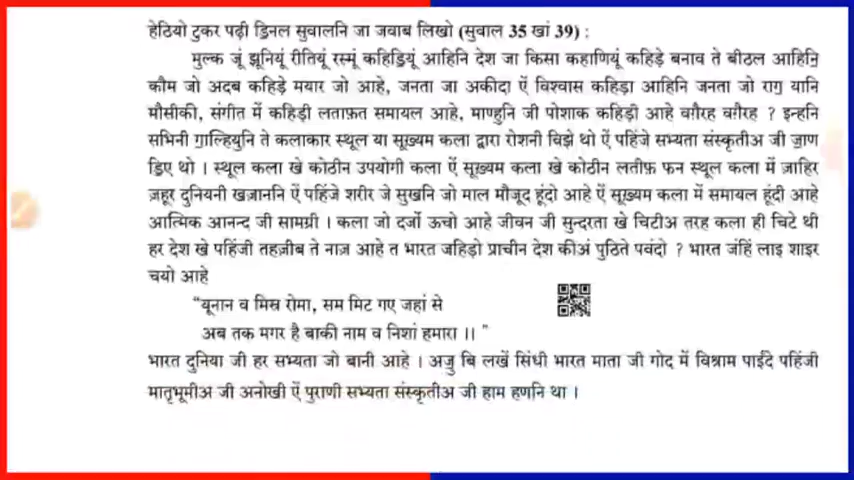 हेठियो टुकर पढ़ी ड॒िनल सुवालनि जा जवाब लिखो (सुवाल 35 खां 39) :
मुल्क जूं झूनियूं रीतियूं रस्मूं कहिड़ियूं आहिनि देश जा किसा कहाणियूं कहिड़े बनाव ते बीठल आहिनि
कौम जो अदब कहिड़े मयार जो आहे, जनता जा अकीदा ऐं विश्वास कहिड़ा आहिनि जनता जो रागु॒ यानि
मौसीकी, संगीत में कहिड़ी लताफ़त समायल आहे, माण्हुनि जी पोशाक कहिड़ी आहे वग़ैरह वग़ैरह ? इन्हनि
सभिनी ग॒ाल्हियुनि ते कलाकार स्थूल या सूख़्यम कला द्वारा रोशनी विझे थो ऐं पहिंजे सभ्यता संस्कृतीअ जी ज॒ाण
ड॒िए थो । स्थूल कला खे कोठीन उपयोगी कला ऐं सूख़्यम कला खे कोठीन लतीफ़ फन स्थूल कला में ज़ाहिर
ज़हूर दुनियनी खज़ाननि ऐं पहिंजे शरीर जे सुखनि जो माल मौजूद हूंदो आहे ऐं सूख़्यम कला में समायल हूंदी आहे
आत्मिक आनन्द जी सामग्री । कला जो दर्जो ऊचो आहे जीवन जी सुन्दरता खे चिटीअ तरह कला ही चिटे थी
हर देश खे पहिंजी तहज़ीब ते नाज़ आहे त भारत जहिड़ो प्राचीन देश कीअं पुठिते पवंदो ? भारत जंहिं लाइ शाइर
चयो आहे
“यूनान व मिस्र रोमा, सम मिट गए जहां से
अब तक मगर है बाकी नाम व निशां हमारा ।। ”
भारत दुनिया जी हर सभ्यता जो बानी आहे । अजु॒ बि लखें सिंधी भारत माता जी गोद में विश्राम पाईंदे पहिंजी
मातृभूमीअ जी अनोखी ऐं पुराणी सभ्यता संस्कृतीअ जी हाम हणनि था ।